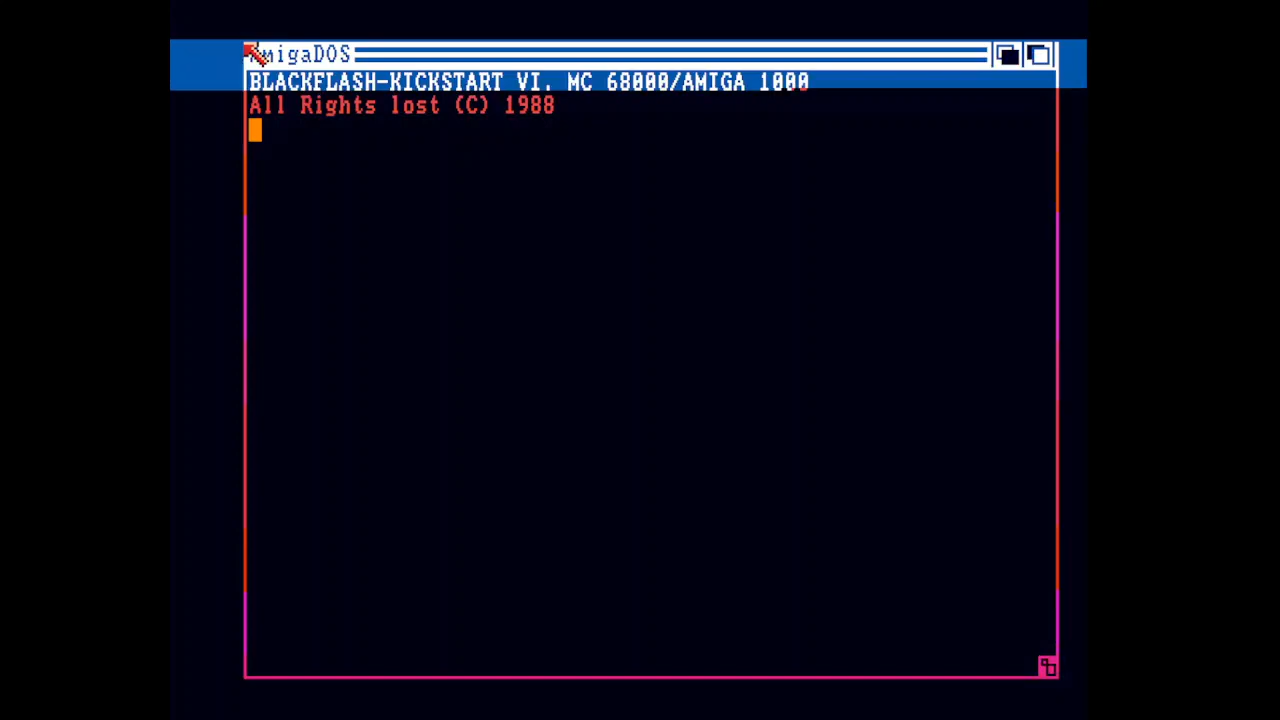 AmigaDOS
BLACKFLASH-KICKSTART VI. MC 68000/AMIGA 1000
All Rights lost (C) 1988